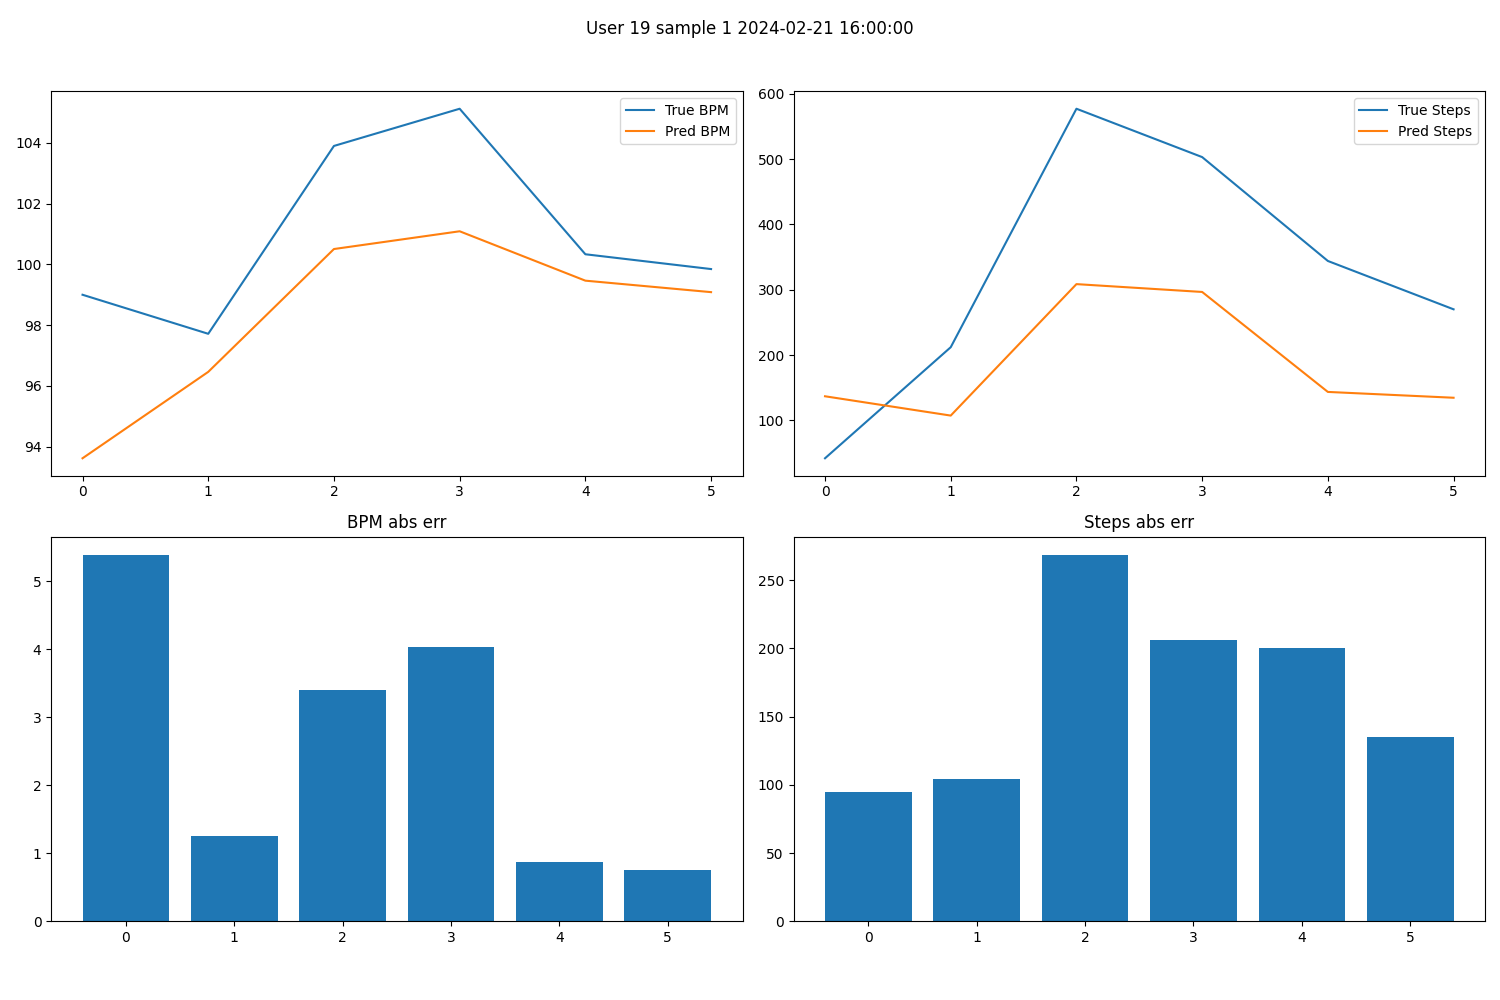 User 19 sample 1 2024-02-21 16:00:00
True BPM
Pred BPM
104
102
100
98
96
94
0 1 2 3 4 5
True Steps
Pred Steps
600
500
400
300
200
100
0 1 2 3 4 5
BPM abs err
5
4
3
2
1
0
0 1 2 3 4 5
Steps abs err
250
200
150
100
50
0
0 1 2 3 4 5